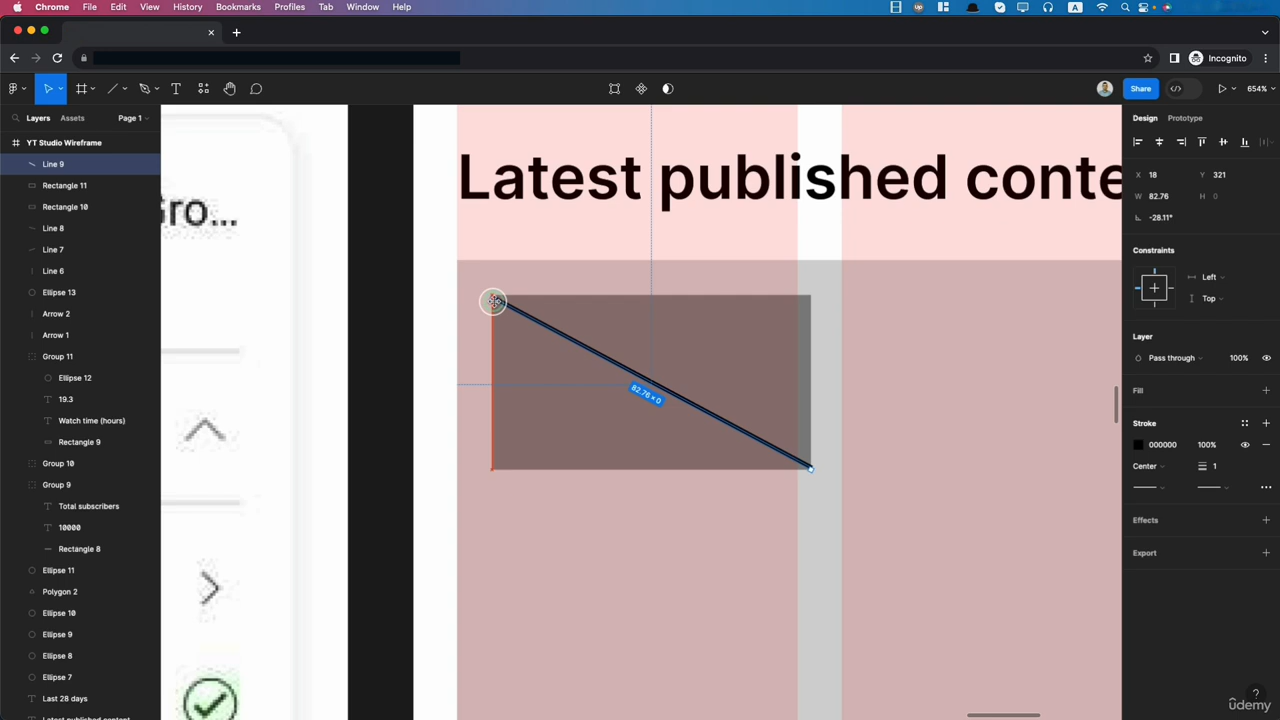 Chrome File Edit View History Bookmarks Profiles Tab Window Help
A
Incognito
Share
654%
Layers Assets Page 1
YT Studio Wireframe
Line 9
Rectangle 11
Rectangle 10
Line 8
Line 7
Line 6
Ellipse 13
Arrow 2
Arrow 1
Group 11
Ellipse 12
19.3
Watch time (hours)
Rectangle 9
Group 10
Group 9
Total subscribers
10000
Rectangle 8
Ellipse 11
Polygon 2
Ellipse 10
Ellipse 9
Ellipse 8
Ellipse 7
Last 28 days
Latest published content
iro...
Latest published conte
82.76 × 0
Design Prototype
X 18 Y 321
W 82.76 H 0
-28.11°
Constraints
Left
Top
Layer
Pass through 100%
Fill
Stroke
000000 100%
Center 1
Effects
Export
?
ûdemy